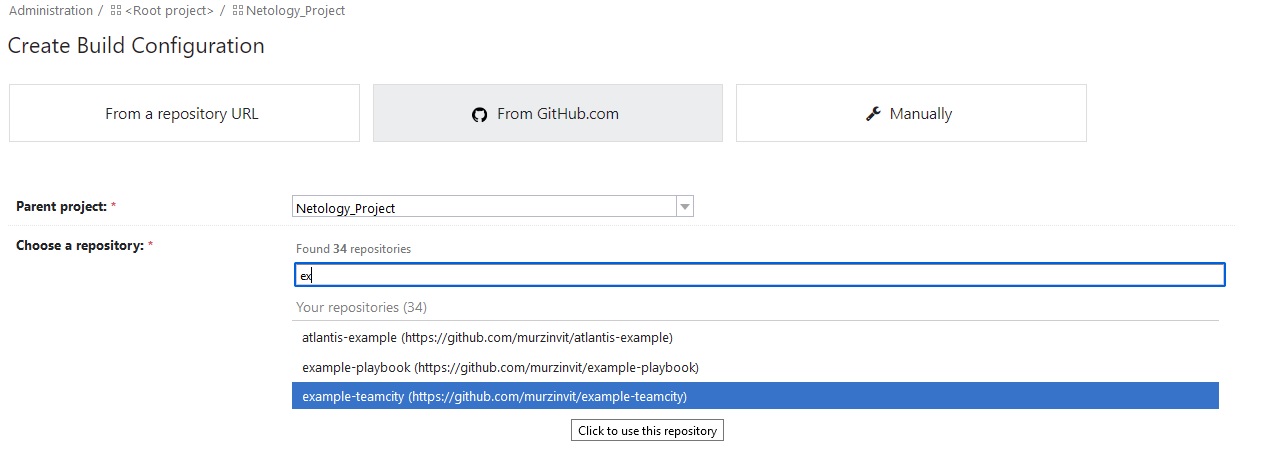 Administration / <Root project> / Netology_Project
Create Build Configuration
From a repository URL
From GitHub.com
Manually
Parent project: *
Netology_Project
Choose a repository: *
Found 34 repositories
ex
Your repositories (34)
atlantis-example (https://github.com/murzinvit/atlantis-example)
example-playbook (https://github.com/murzinvit/example-playbook)
example-teamcity (https://github.com/murzinvit/example-teamcity)
Click to use this repository